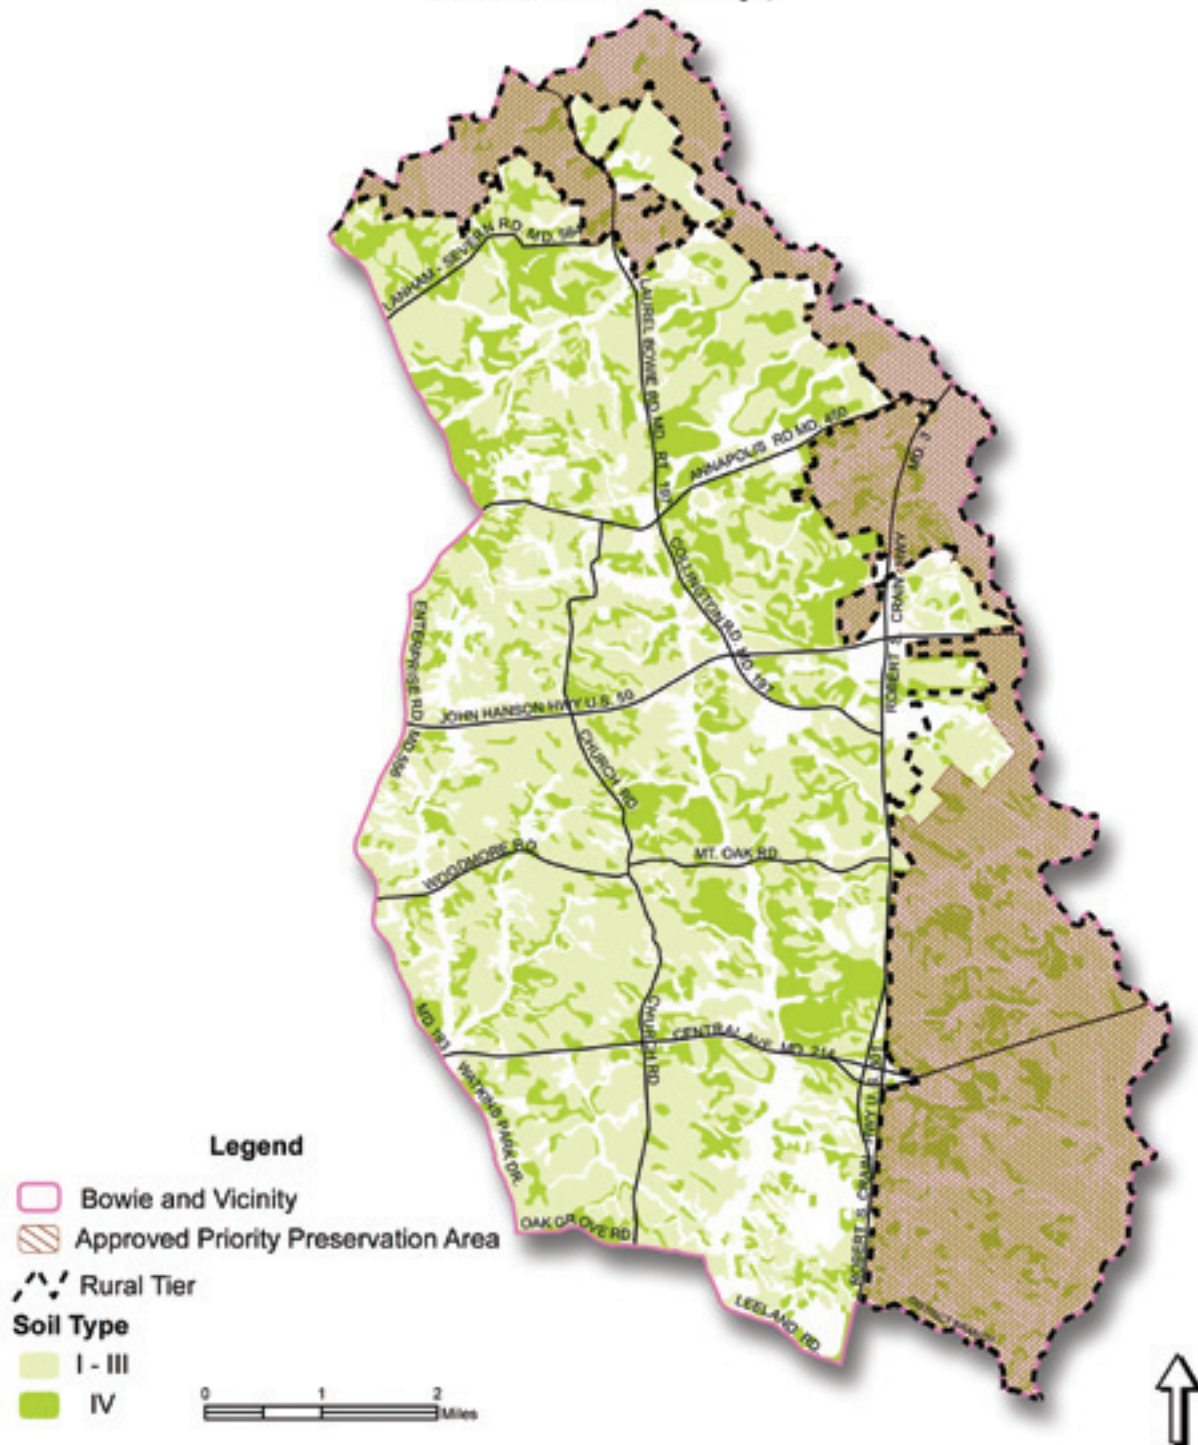 LANHAM - SEVERN RD. MD. 564
LAUREL BOWIE RD. MD. RT. 197
ANNAPOLIS RD MD. 450
MD. 3
COLLINGTON RD. MD. 197
ROBERT S. CRAIN HWY
ENTERPRISE RD. MD.556
JOHN HANSON HWY U.S. 50
CHURCH RD
WOODMORE RD.
MT. OAK RD
MD. 193
CHURCH RD.
CENTRAL AVE. MD. 214
WATKINS PARK DR.
ROBERT S. CRAIN HWY U.S. 301
OAK GROVE RD
LEELAND RD
Legend
Bowie and Vicinity
Approved Priority Preservation Area
Rural Tier
Soil Type
I - III
IV
0 1 2
Miles